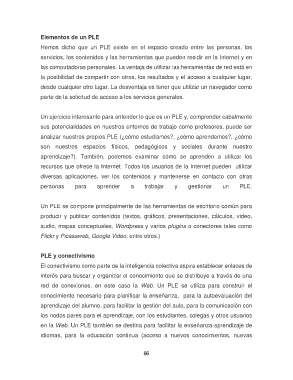 Elementos de un PLE
Hemos dicho que un PLE existe en el espacio creado entre las personas, los
servicios, los contenidos y las herramientas que pueden residir en la Internet y en
las computadoras personales. La ventaja de utilizar las herramientas de red está en
la posibilidad de compartir con otros, los resultados y el acceso a cualquier lugar,
desde cualquier otro lugar. La desventaja es tener que utilizar un navegador como
parte de la solicitud de acceso a los servicios generales.
Un ejercicio interesante para entender lo que es un PLE y, comprender cabalmente
sus potencialidades en nuestros entornos de trabajo como profesores, puede ser
analizar nuestros propios PLE (¿cómo estudiamos?, ¿cómo aprendemos?, ¿cómo
son nuestros espacios físicos, pedagógicos y sociales durante nuestro
aprendizaje?). También, podemos examinar cómo se aprenden a utilizar los
recursos que ofrece la Internet. Todos los usuarios de la Internet pueden utilizar
diversas aplicaciones, ver los contenidos y mantenerse en contacto con otras
personas para aprender a trabajar y gestionar un PLE.
Un PLE se compone principalmente de las herramientas de escritorio común para
producir y publicar contenidos (textos, gráficos, presentaciones, cálculos, video,
audio, mapas conceptuales, Wordpress y varios plugins o conectores tales como
Flickr y Picassweb, Google Video, entre otros.)
PLE y conectivismo
El conectivismo como parte de la inteligencia colectiva aspira establecer enlaces de
interés para buscar y organizar el conocimiento que se distribuye a través de una
red de conexiones, en este caso la Web. Un PLE se utiliza para construir el
conocimiento necesario para planificar la enseñanza, para la autoevaluación del
aprendizaje del alumno, para facilitar la gestión del aula, para la comunicación con
los nodos pares para el aprendizaje, con los estudiantes, colegas y otros usuarios
en la Web. Un PLE también se destina para facilitar la enseñanza-aprendizaje de
idiomas, para la educación continua (acceso a nuevos conocimientos, nuevas
66